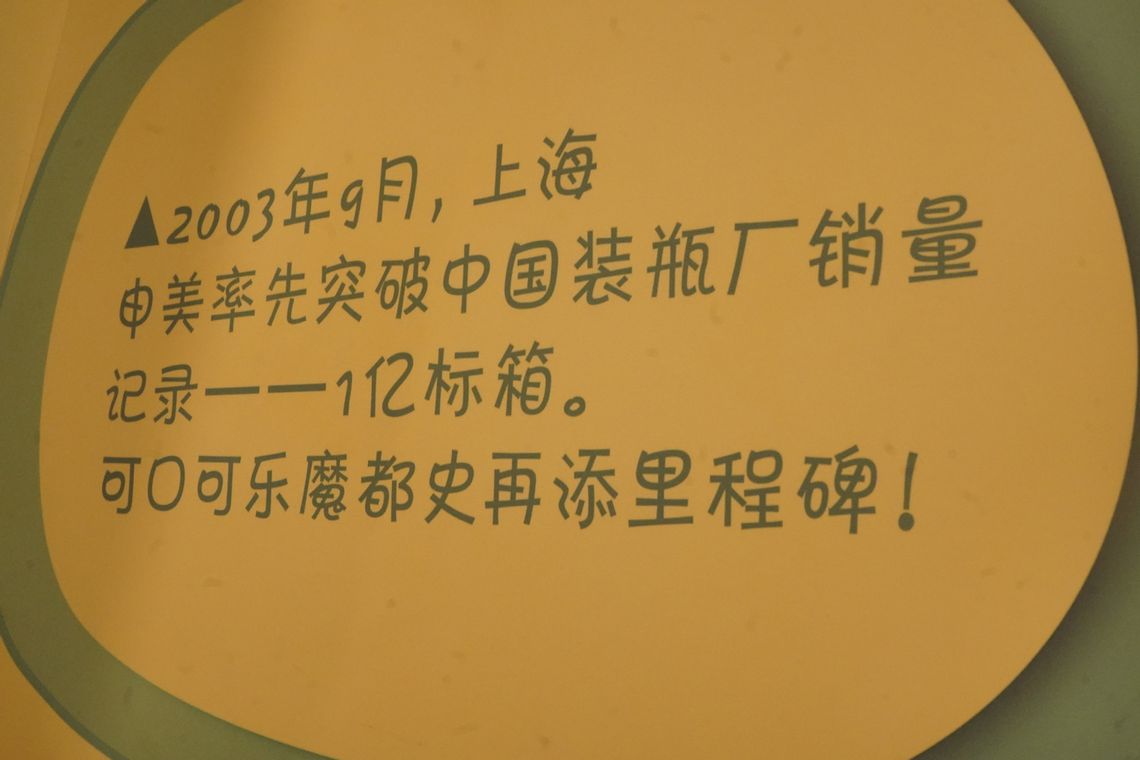 ▲2003年9月,上海
申美率先突破中国装瓶厂销量
记录——1亿标箱。
可口可乐魔都史再添里程碑!